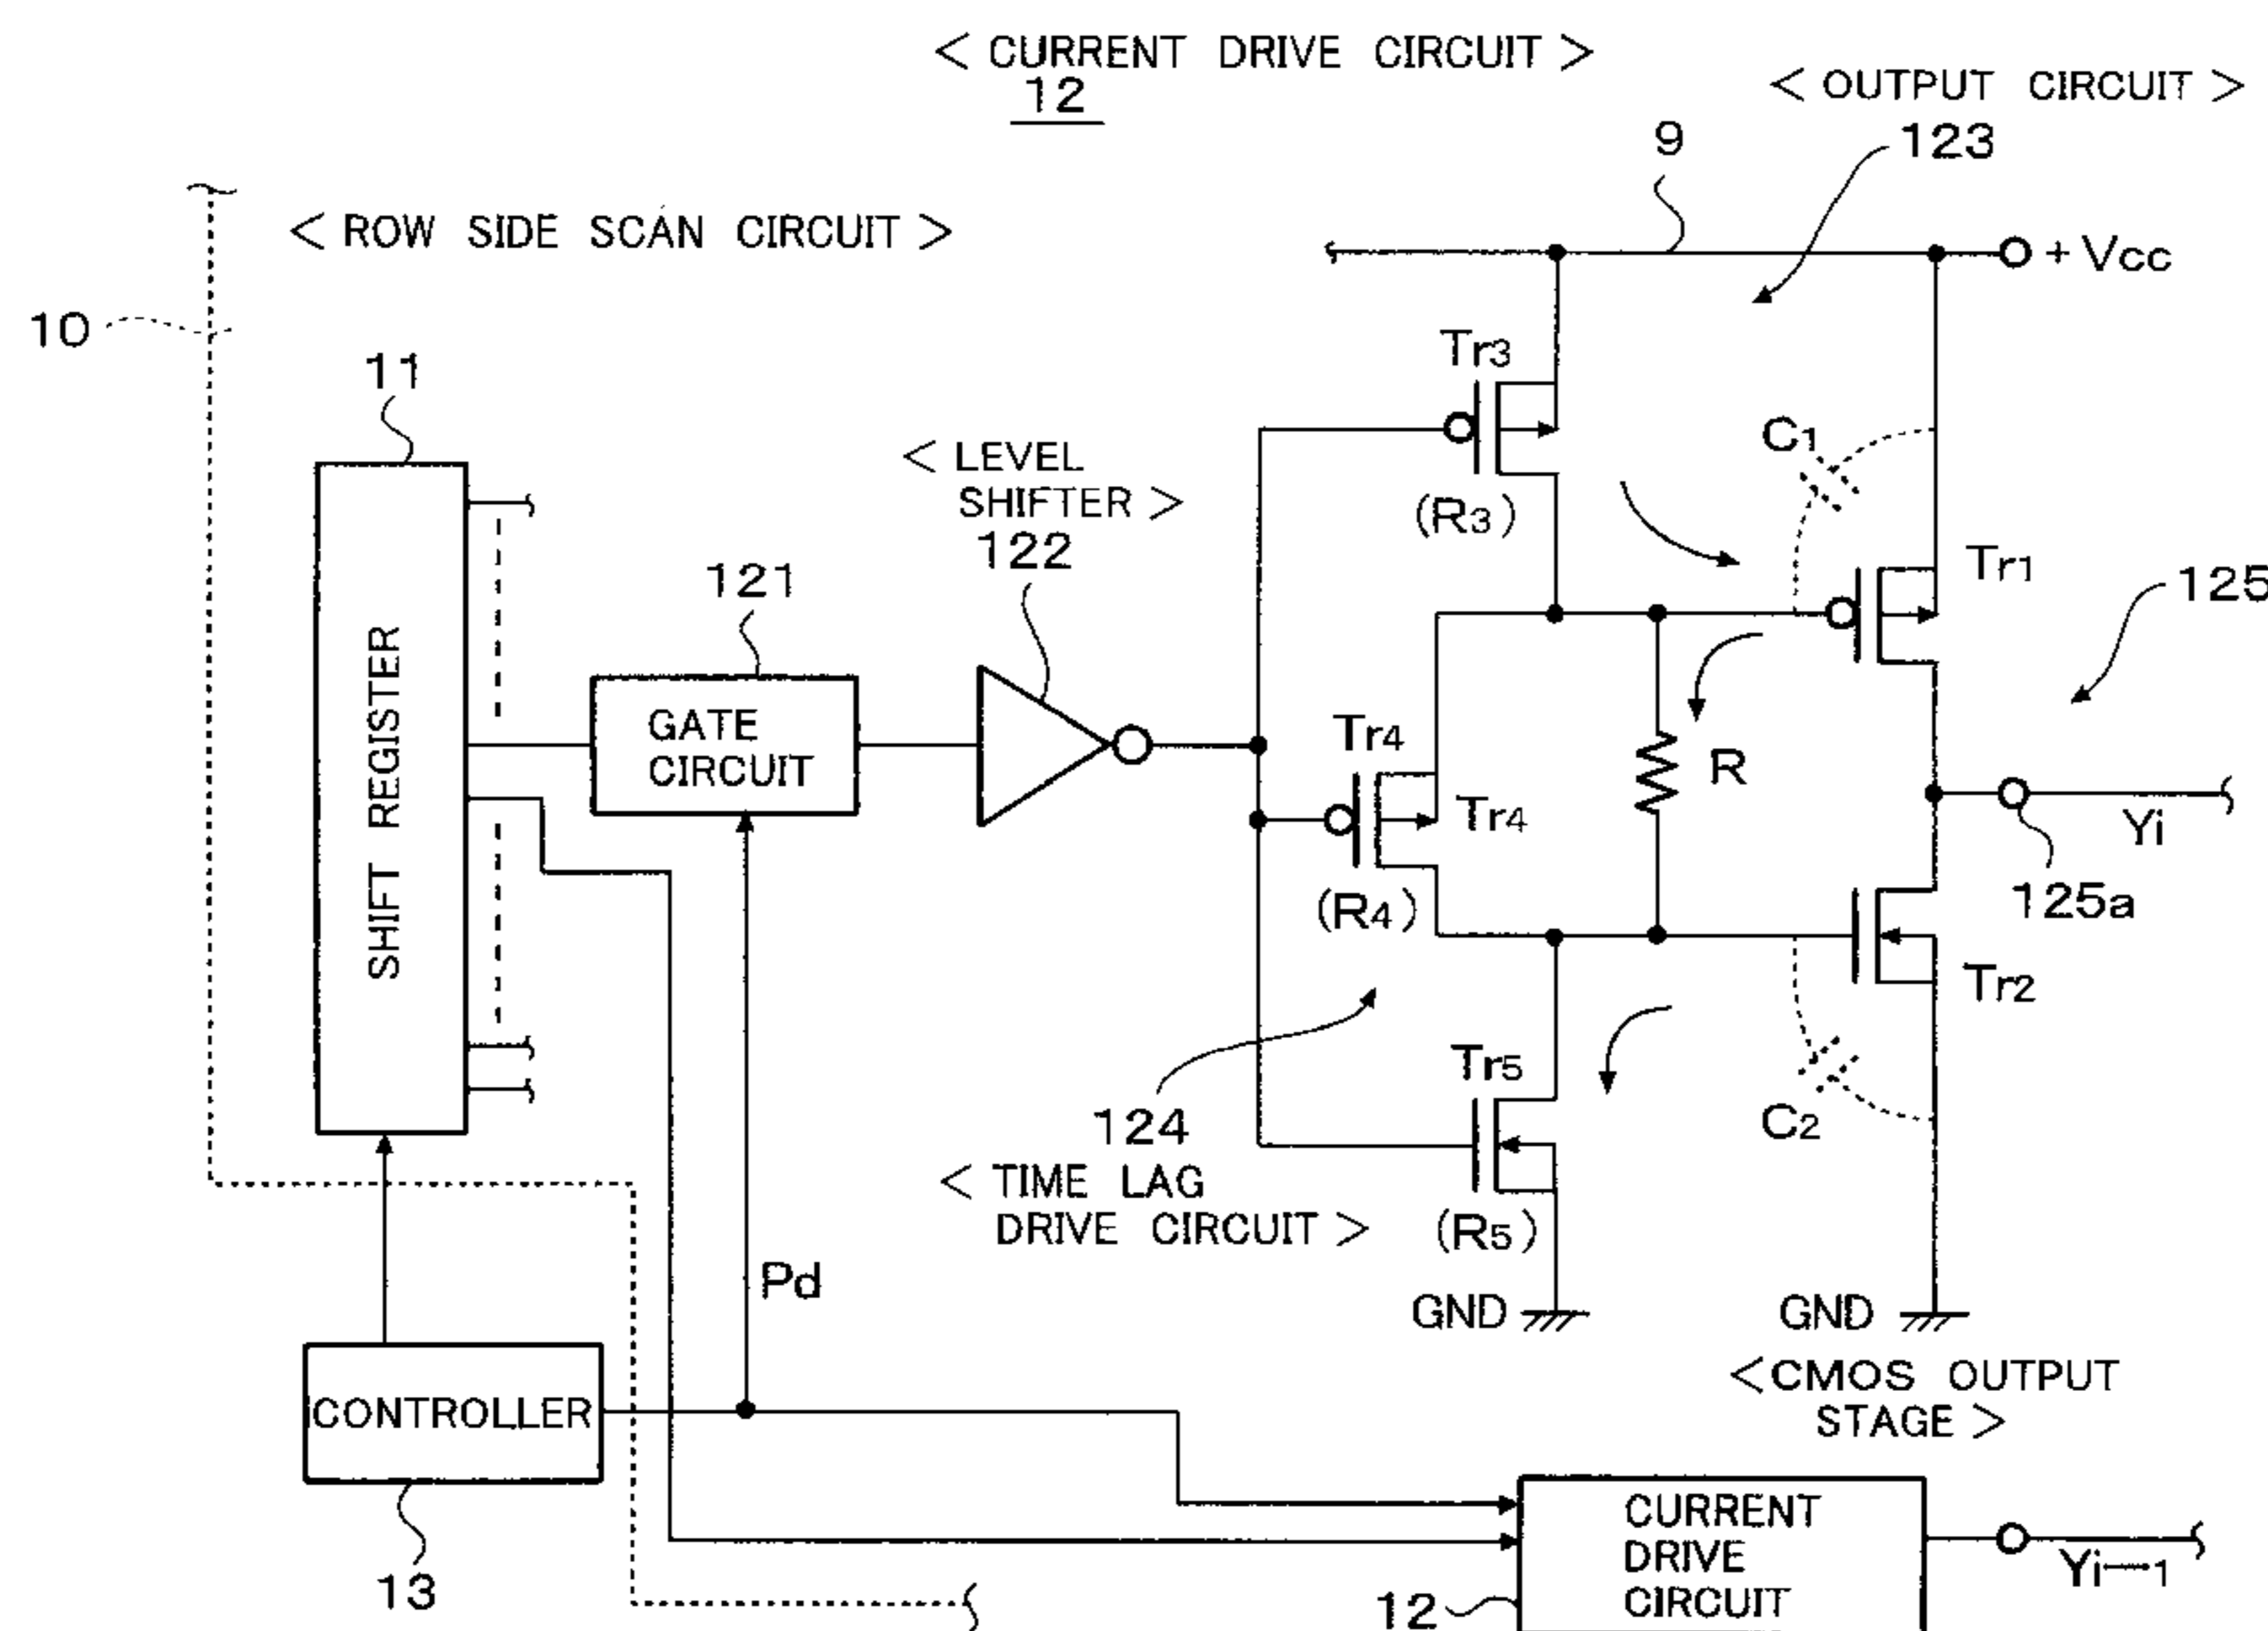 < CURRENT DRIVE CIRCUIT >
12
< OUTPUT CIRCUIT >
123
9
< ROW SIDE SCAN CIRCUIT >
+ Vcc
10
Tr3
11
C1
< LEVEL
SHIFTER >
122
(R3)
Tr1
121
125
SHIFT REGISTER
GATE
CIRCUIT
Tr4
R
Tr4
Yi
(R4)
125a
Tr2
Tr5
124
C2
< TIME LAG
DRIVE CIRCUIT >
(R5)
Pd
GND
GND
<CMOS OUTPUT
STAGE >
CONTROLLER
13
CURRENT
DRIVE
CIRCUIT
Yi—1
12